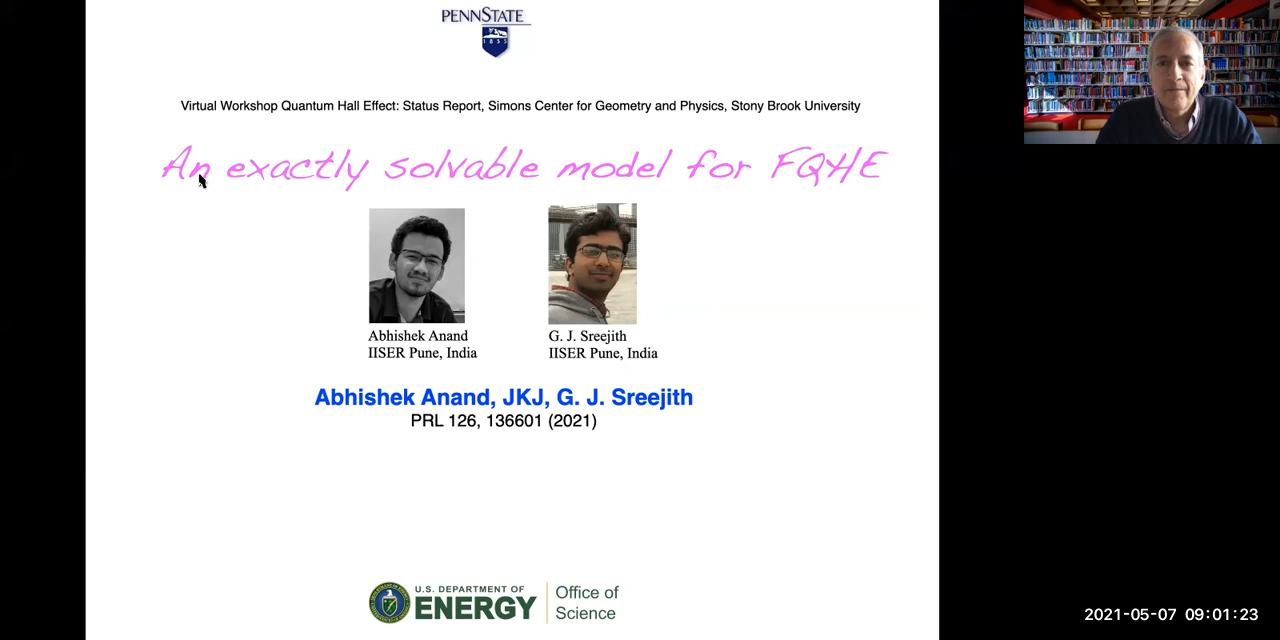 PENNSTATE
1855
Virtual Workshop Quantum Hall Effect: Status Report, Simons Center for Geometry and Physics, Stony Brook University
An exactly solvable model for FQHE
Abhishek Anand
IISER Pune, India
G. J. Sreejith
IISER Pune, India
Abhishek Anand, JKJ, G. J. Sreejith
PRL 126, 136601 (2021)
U.S. DEPARTMENT OF
ENERGY
Office of
Science
2021-05-07 09:01:23